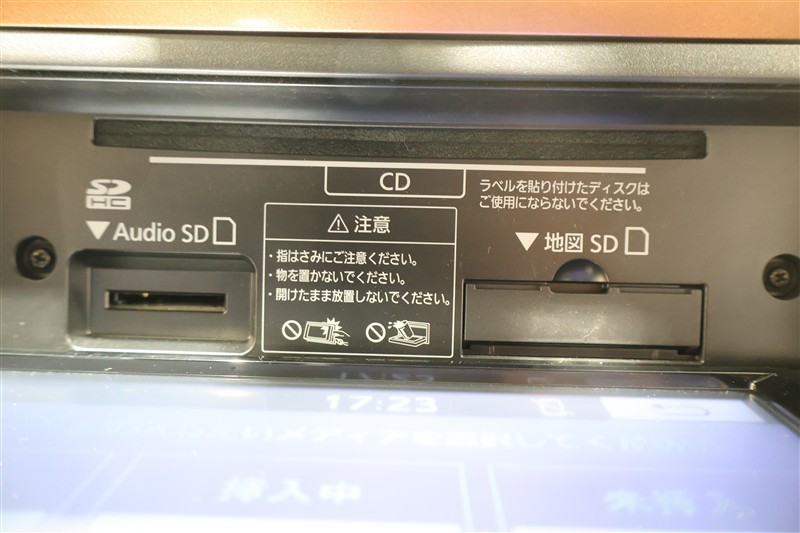 CD
ラベルを貼り付けたディスクは
ご使用にならないでください。
SD
HC
▼Audio SD
⚠注意
・指はさみにご注意ください。
・物を置かないでください。
・開けたまま放置しないでください。
▼地図 SD
17:23
挿入中